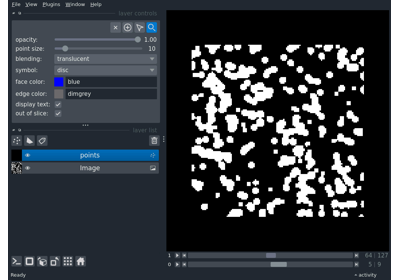 File View Plugins Window Help
layer controls
opacity: 1.00
point size: 10
blending: translucent
symbol: disc
face color: blue
edge color: dimgrey
display text:
out of slice:
layer list
points
Image
1 64 127
0 5 9
activity